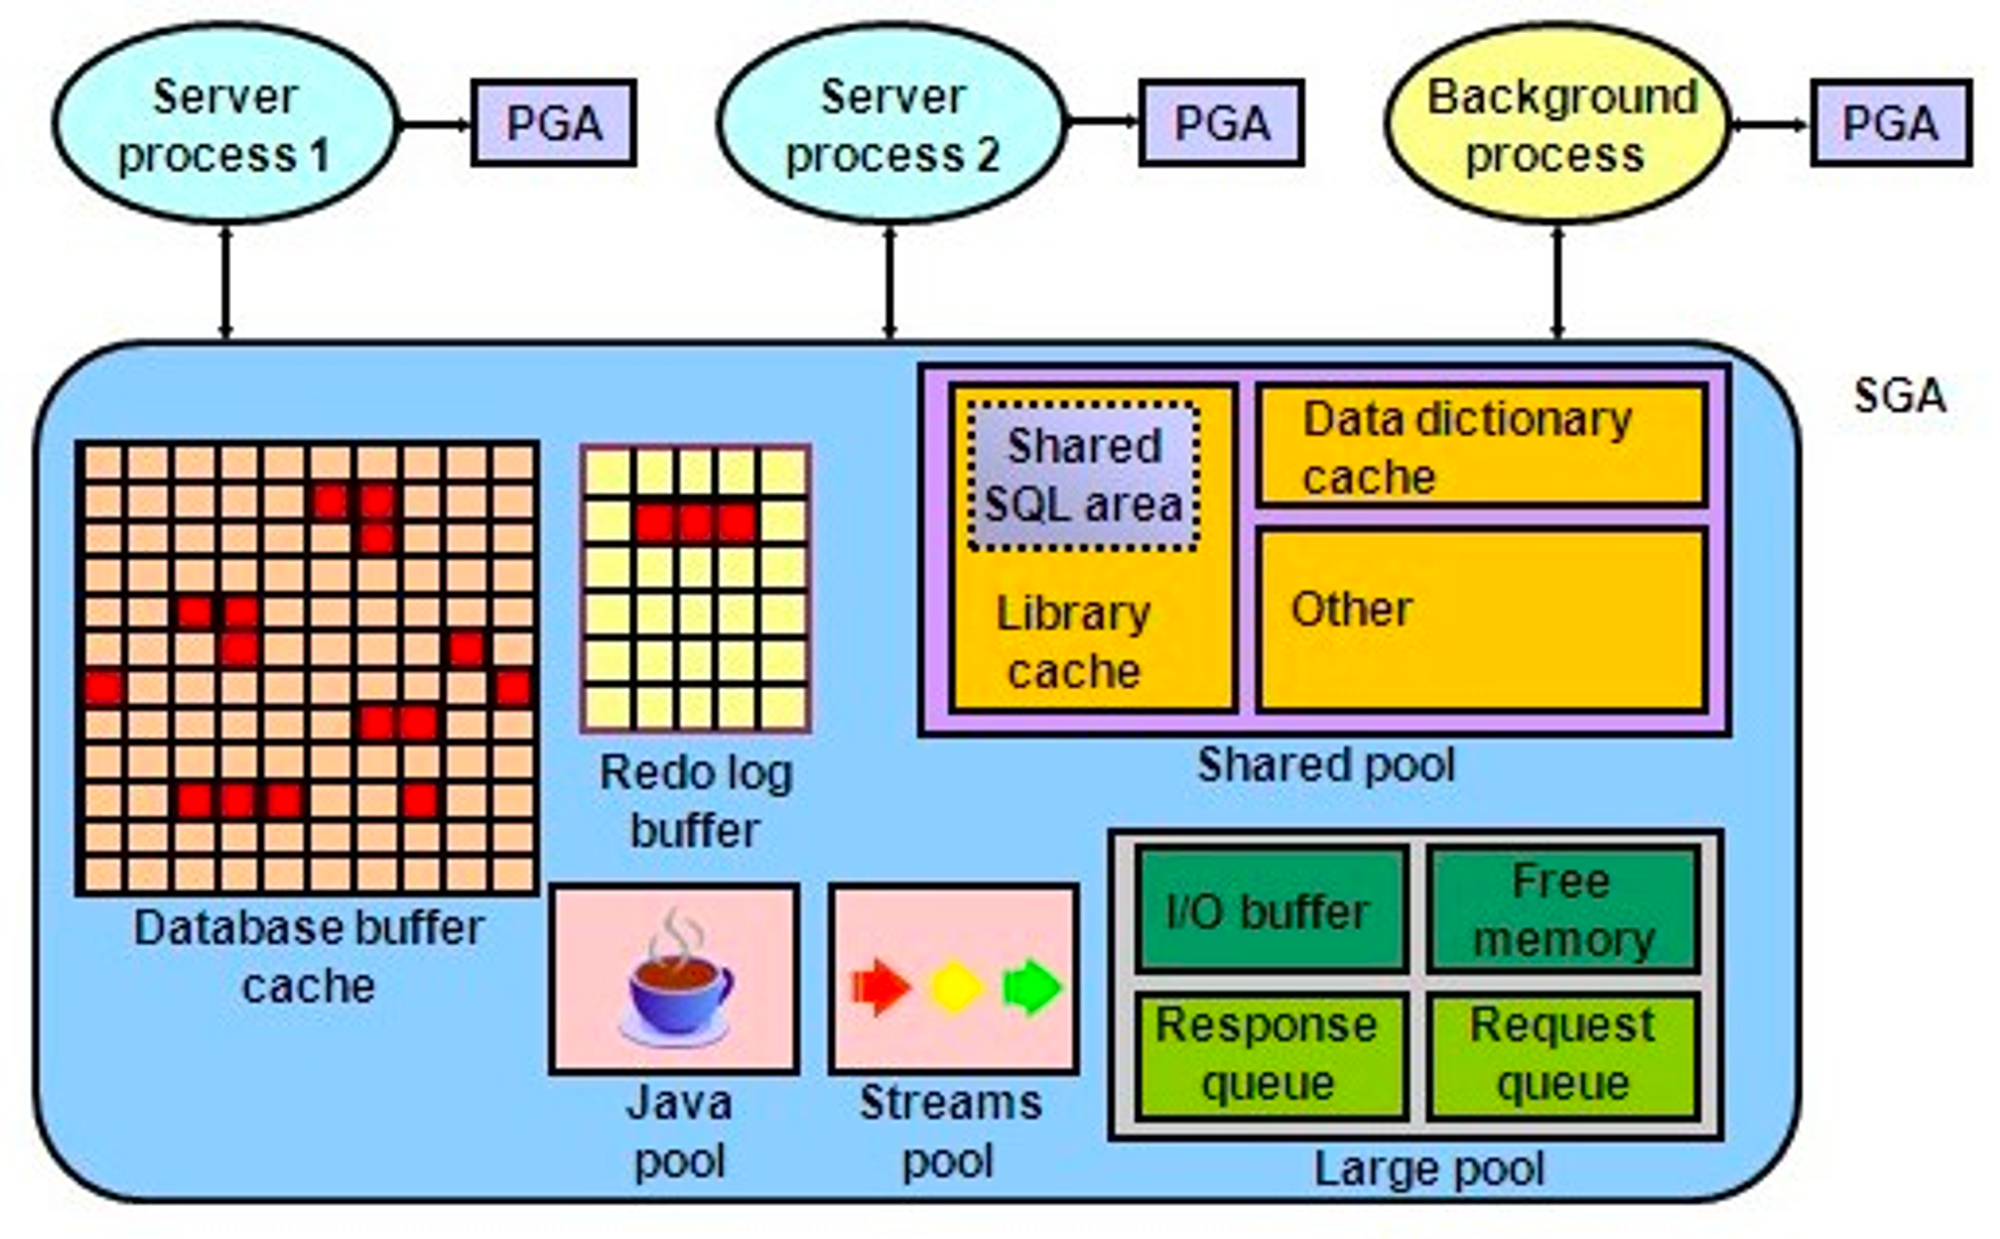 Server
process 1
PGA
Server
process 2
PGA
Background
process
PGA
SGA
Shared
SQL area
Library
cache
Data dictionary
cache
Other
Shared pool
Redo log
buffer
Database buffer
cache
Java
pool
Streams
pool
I/O buffer
Free
memory
Response
queue
Request
queue
Large pool